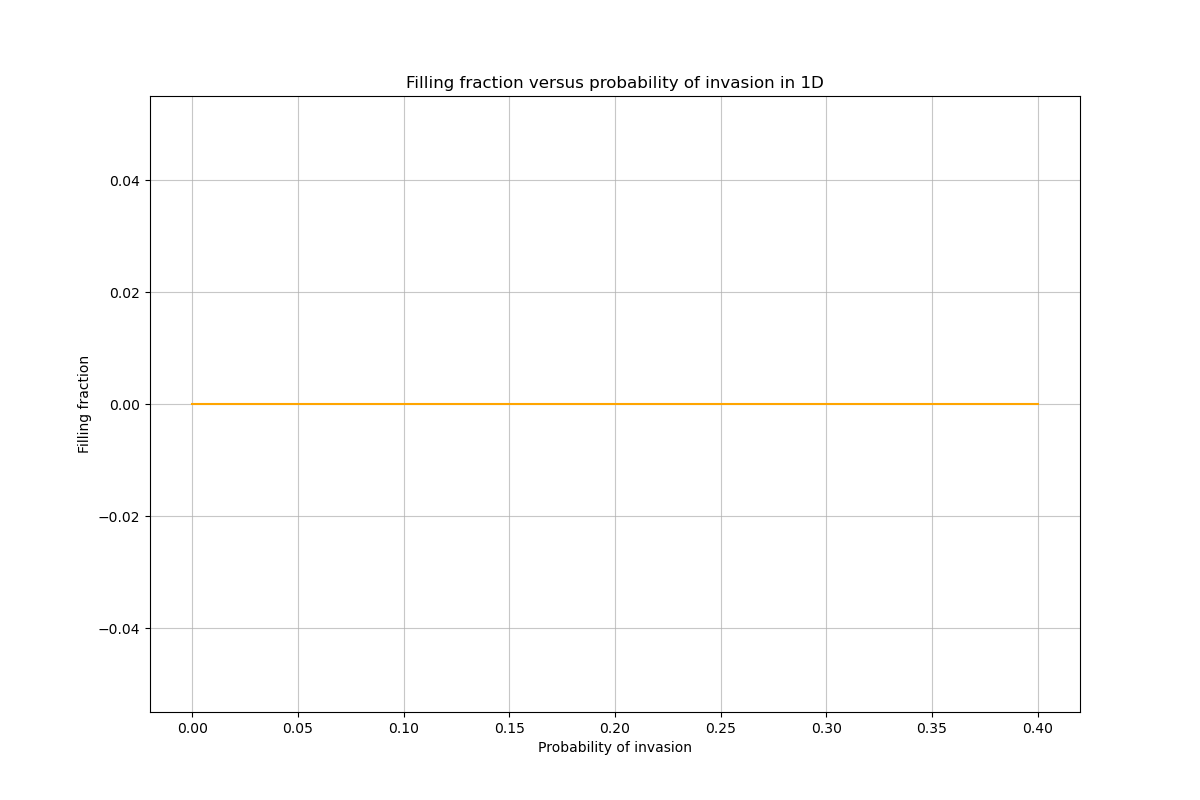 Filling fraction versus probability of invasion in 1D
Filling fraction
0.04
0.02
0.00
−0.02
−0.04
0.00 0.05 0.10 0.15 0.20 0.25 0.30 0.35 0.40
Probability of invasion